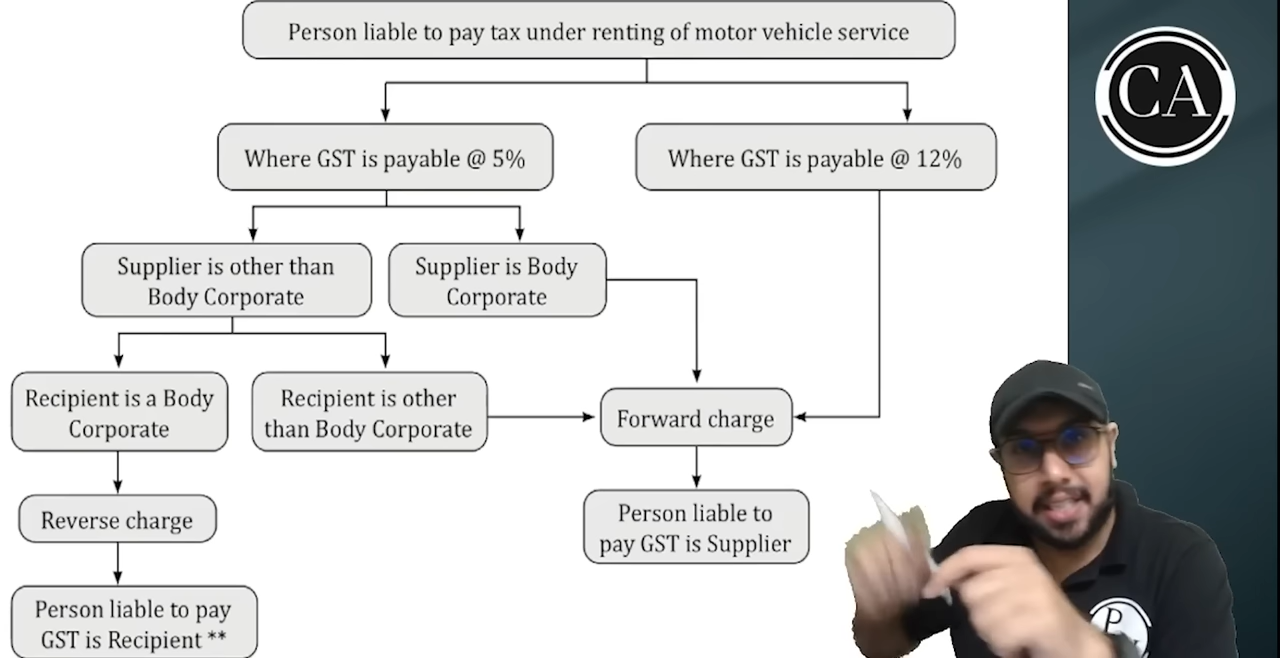 Person liable to pay tax under renting of motor vehicle service
CA
Where GST is payable @ 5%
Where GST is payable @ 12%
Supplier is other than
Body Corporate
Supplier is Body
Corporate
Recipient is a Body
Corporate
Recipient is other
than Body Corporate
Forward charge
Reverse charge
Person liable to
pay GST is Supplier
Person liable to pay
GST is Recipient **
P